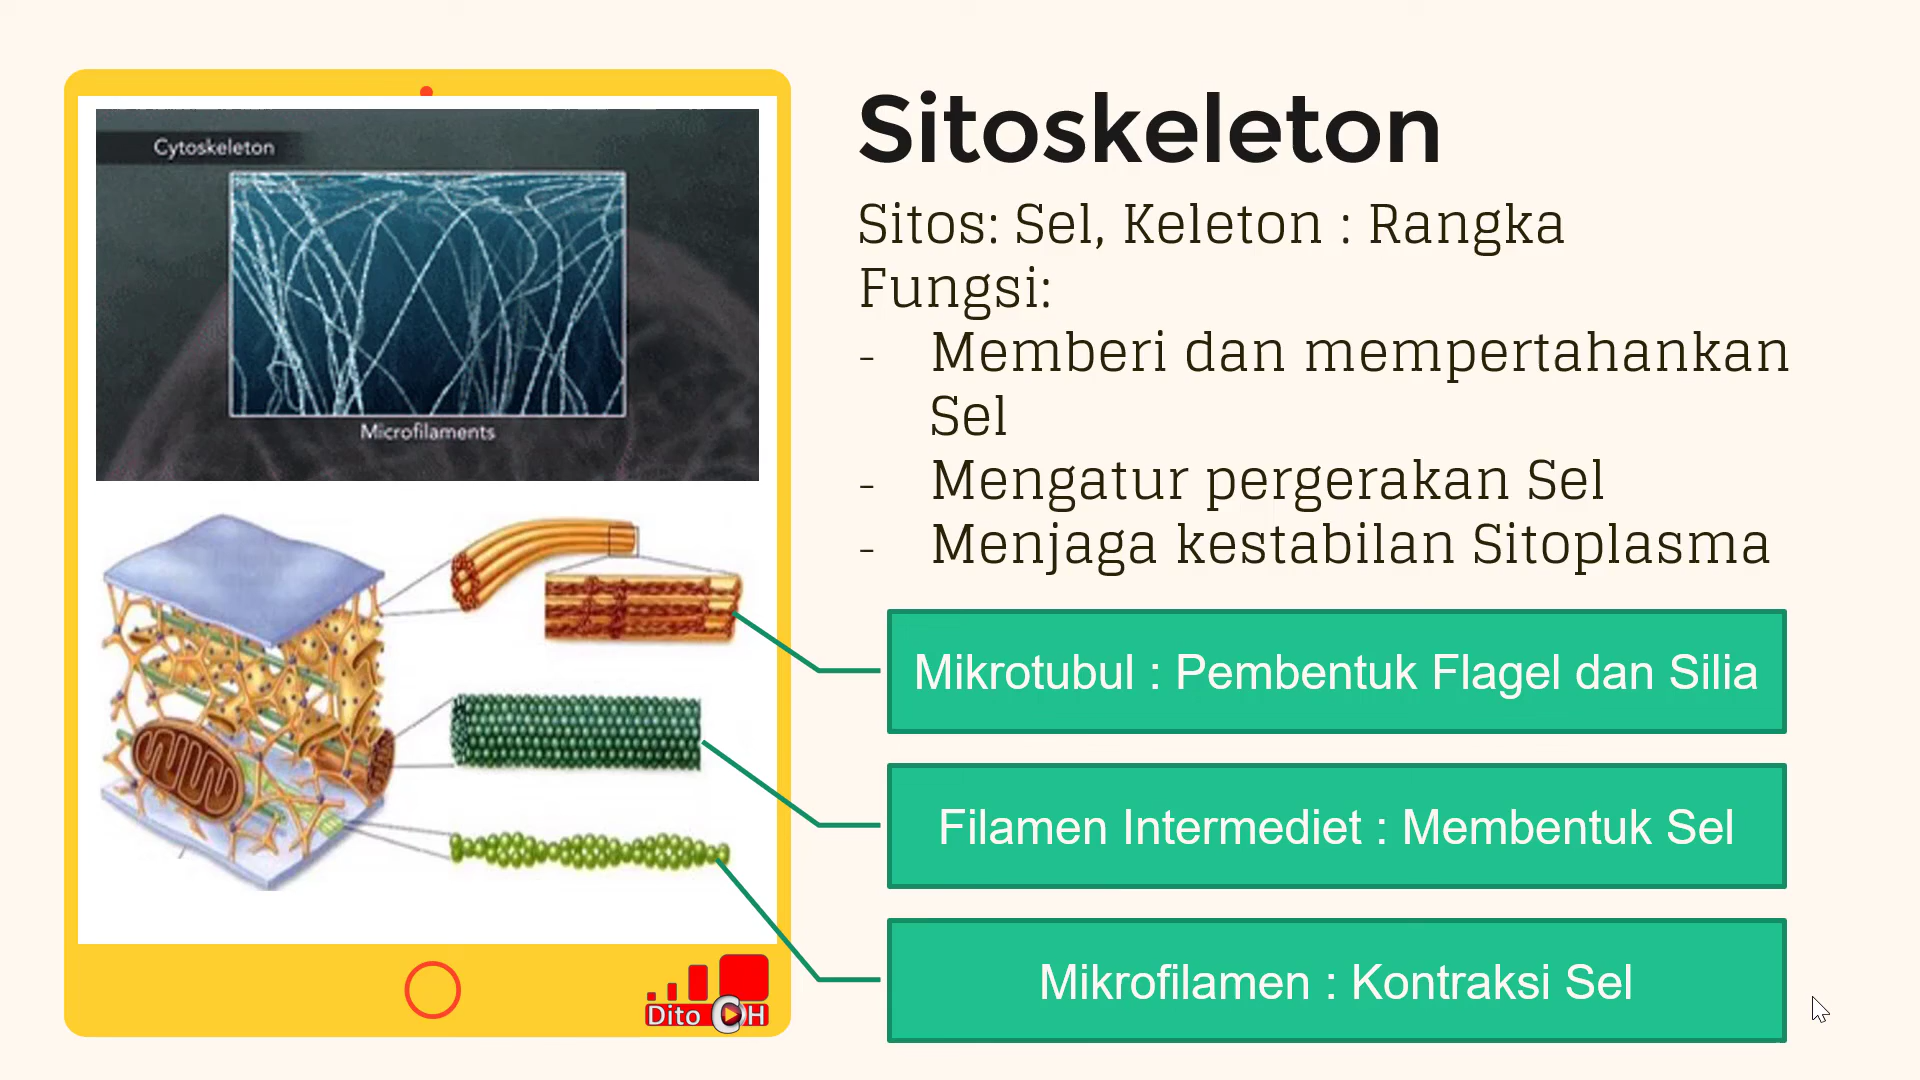 Cytoskeleton
Microfilaments
Sitoskeleton
Sitos: Sel, Keleton : Rangka
Fungsi:
- Memberi dan mempertahankan
Sel
- Mengatur pergerakan Sel
- Menjaga kestabilan Sitoplasma
Mikrotubul : Pembentuk Flagel dan Silia
Filamen Intermediet : Membentuk Sel
Mikrofilamen : Kontraksi Sel
Dito CH